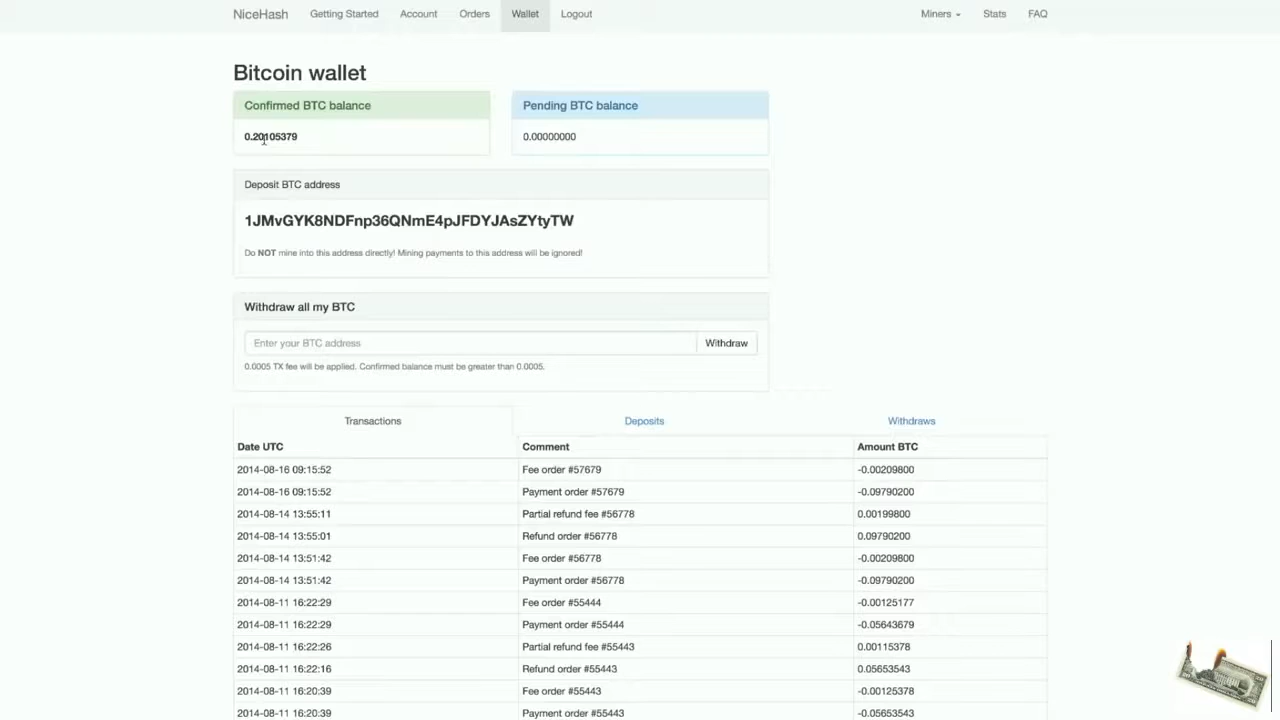 NiceHash Getting Started Account Orders Wallet Logout Miners Stats FAQ
Bitcoin wallet
Confirmed BTC balance Pending BTC balance
0.20105379 0.00000000
Deposit BTC address
1JMvGYK8NDFnp36QNmE4pJFDYJAsZYtyTW
Do NOT mine into this address directly! Mining payments to this address will be ignored!
Withdraw all my BTC
Enter your BTC address Withdraw
0.0005 TX fee will be applied. Confirmed balance must be greater than 0.0005.
Transactions Deposits Withdraws
Date UTC Comment Amount BTC
2014-08-16 09:15:52 Fee order #57679 -0.00209800
2014-08-16 09:15:52 Payment order #57679 -0.09790200
2014-08-14 13:55:11 Partial refund fee #56778 0.00199800
2014-08-14 13:55:01 Refund order #56778 0.09790200
2014-08-14 13:51:42 Fee order #56778 -0.00209800
2014-08-14 13:51:42 Payment order #56778 -0.09790200
2014-08-11 16:22:29 Fee order #55444 -0.00125177
2014-08-11 16:22:29 Payment order #55444 -0.05643679
2014-08-11 16:22:26 Partial refund fee #55443 0.00115378
2014-08-11 16:22:16 Refund order #55443 0.05653543
2014-08-11 16:20:39 Fee order #55443 -0.00125378
2014-08-11 16:20:39 Payment order #55443 -0.05653543